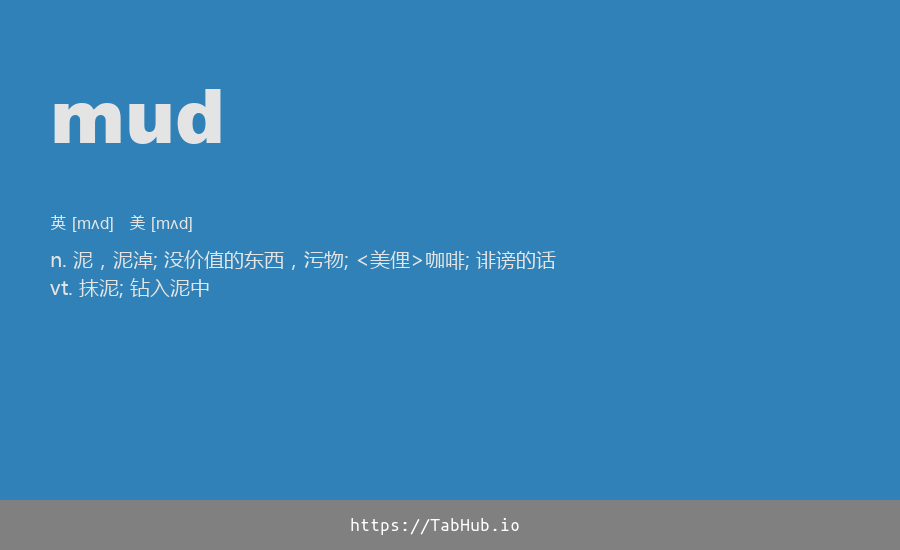 mud
英 [mʌd] 美 [mʌd]
n. 泥，泥淖; 没价值的东西，污物; <美俚>咖啡; 诽谤的话
vt. 抹泥; 钻入泥中
https://TabHub.io